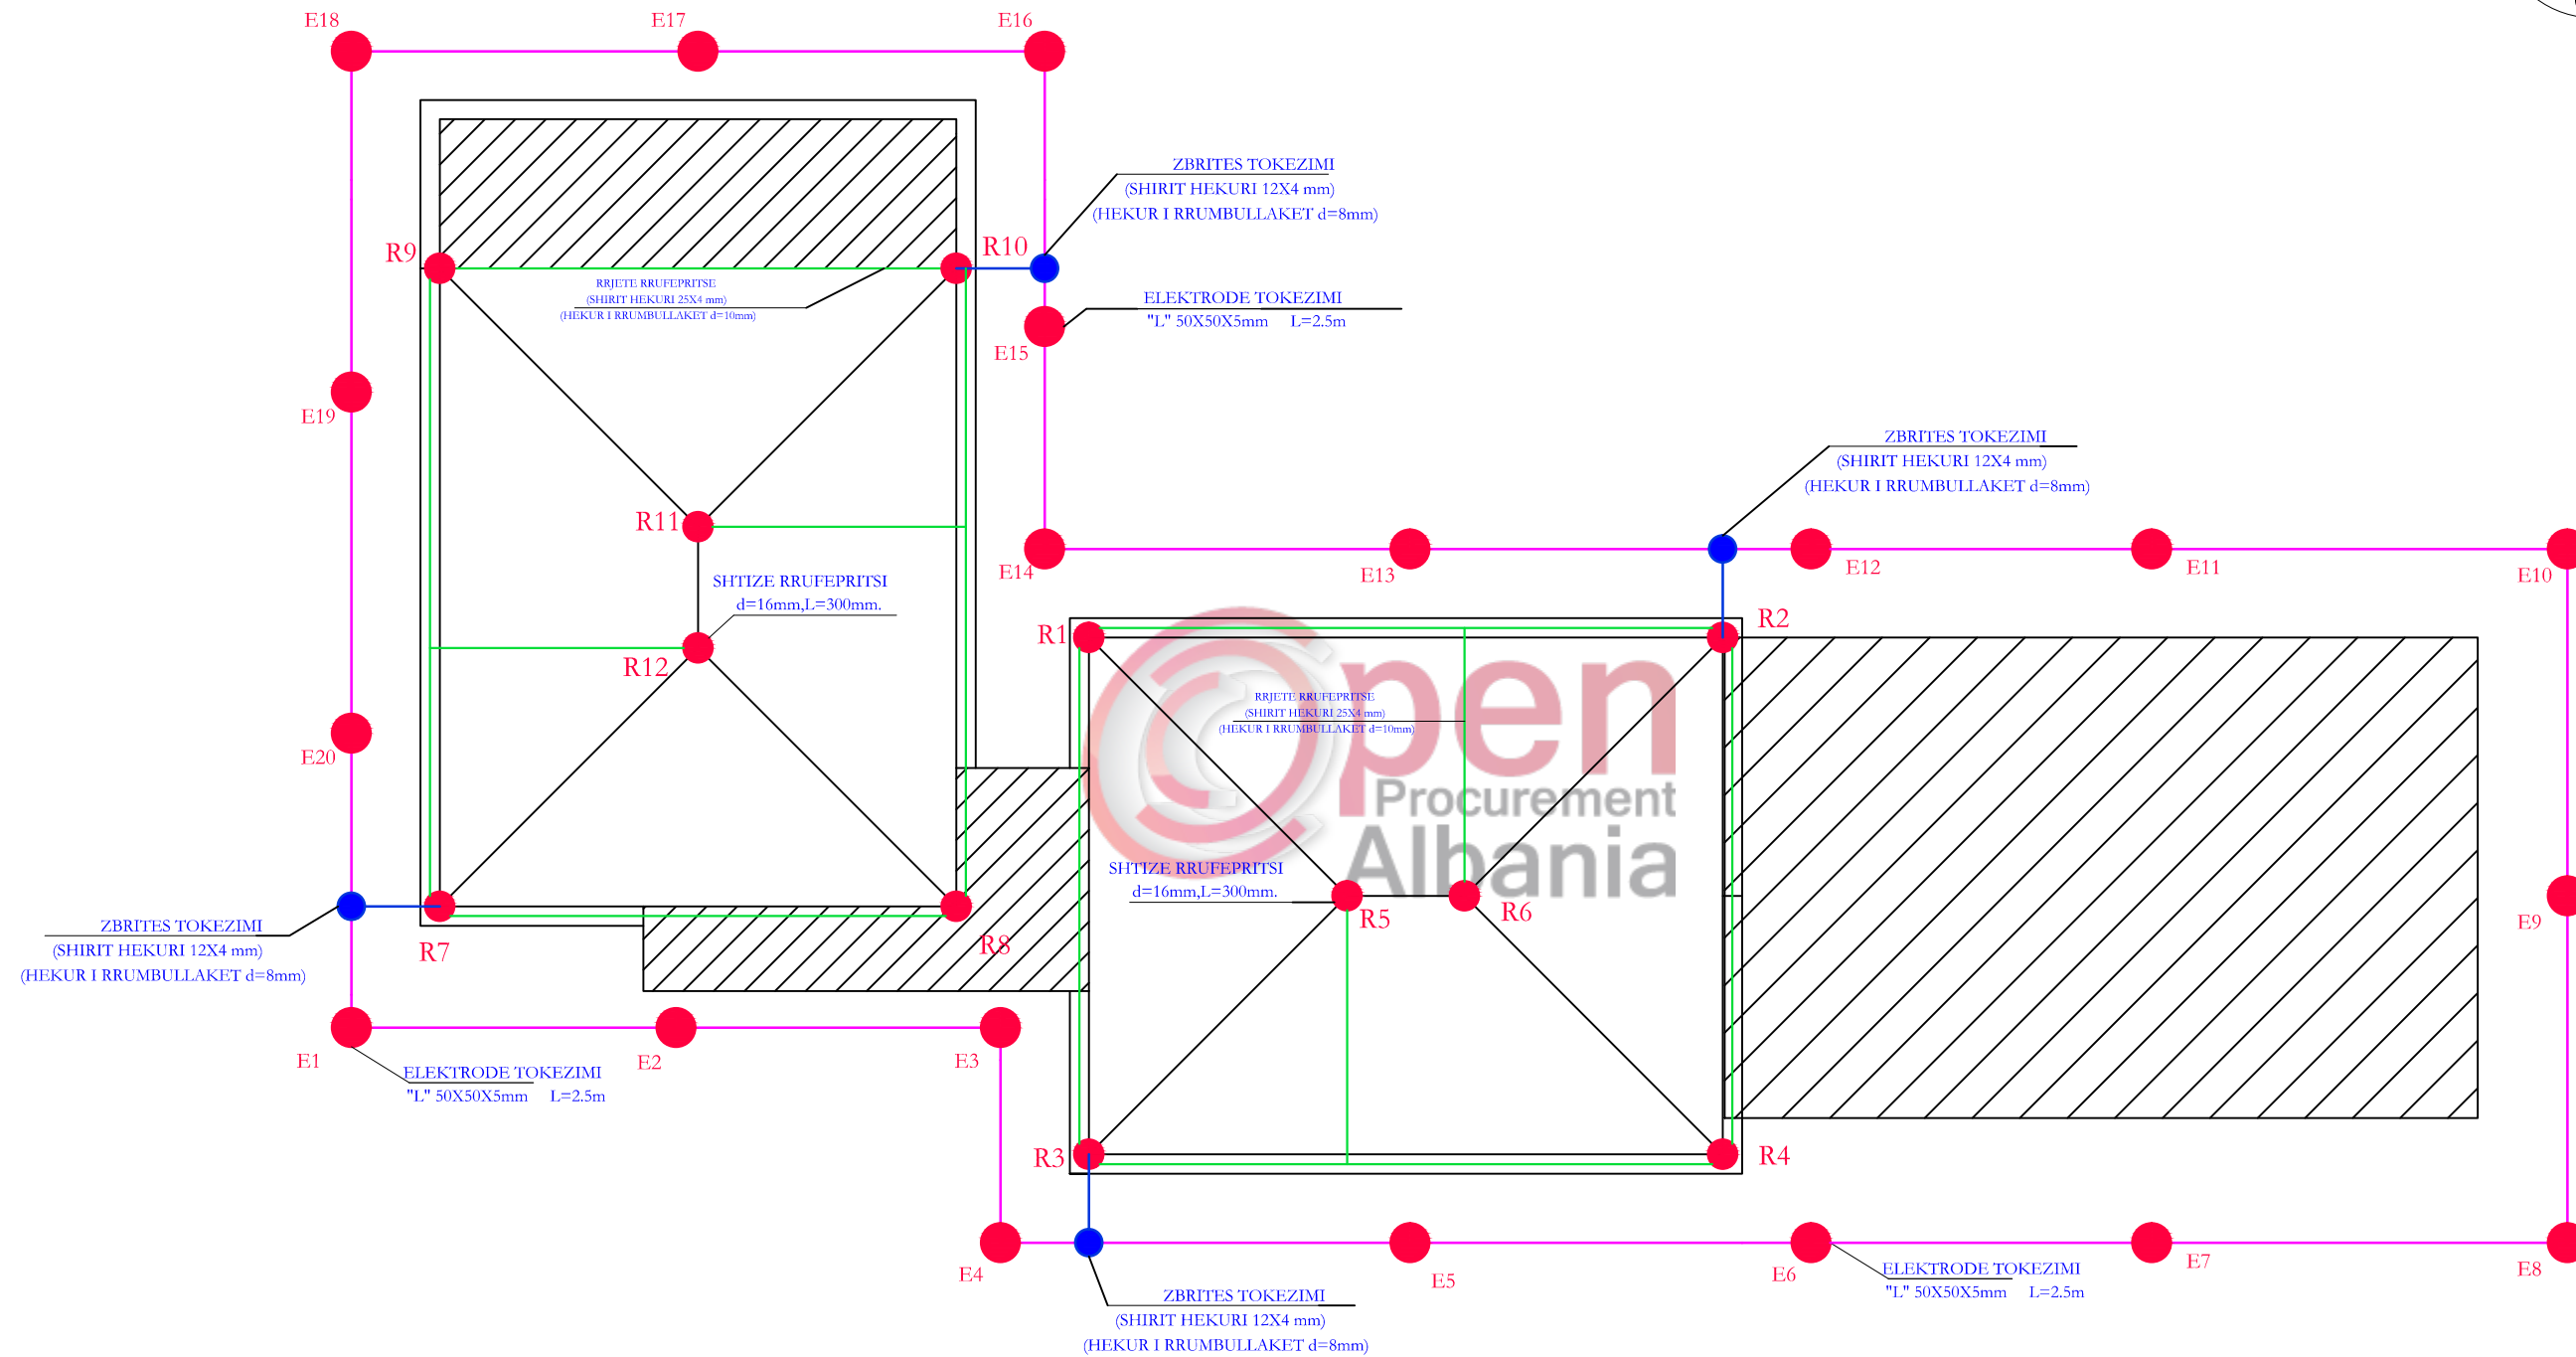 E18
E17
E16
ZBRITES TOKEZIMI
(SHIRIT HEKURI 12X4 mm)
(HEKUR I RRUMBULLAKET d=8mm)
R9
R10
RRJETE RRUFEPRITSE
(SHIRIT HEKURI 25X4 mm)
(HEKUR I RRUMBULLAKET d=10mm)
ELEKTRODE TOKEZIMI
"L" 50X50X5mm L=2.5m
E15
E19
ZBRITES TOKEZIMI
(SHIRIT HEKURI 12X4 mm)
(HEKUR I RRUMBULLAKET d=8mm)
R11
E14
E13
E12
E11
E10
SHTIZE RRUFEPRITSI
d=16mm,L=300mm.
R12
R1
R2
RRJETE RRUFEPRITSE
(SHIRIT HEKURI 25X4 mm)
(HEKUR I RRUMBULLAKET d=10mm)
Open
Procurement
Albania
E20
SHTIZE RRUFEPRITSI
d=16mm,L=300mm.
R5
R6
E9
ZBRITES TOKEZIMI
(SHIRIT HEKURI 12X4 mm)
(HEKUR I RRUMBULLAKET d=8mm)
R7
R8
E1
E2
E3
ELEKTRODE TOKEZIMI
"L" 50X50X5mm L=2.5m
R3
R4
E4
E5
E6
E7
E8
ELEKTRODE TOKEZIMI
"L" 50X50X5mm L=2.5m
ZBRITES TOKEZIMI
(SHIRIT HEKURI 12X4 mm)
(HEKUR I RRUMBULLAKET d=8mm)